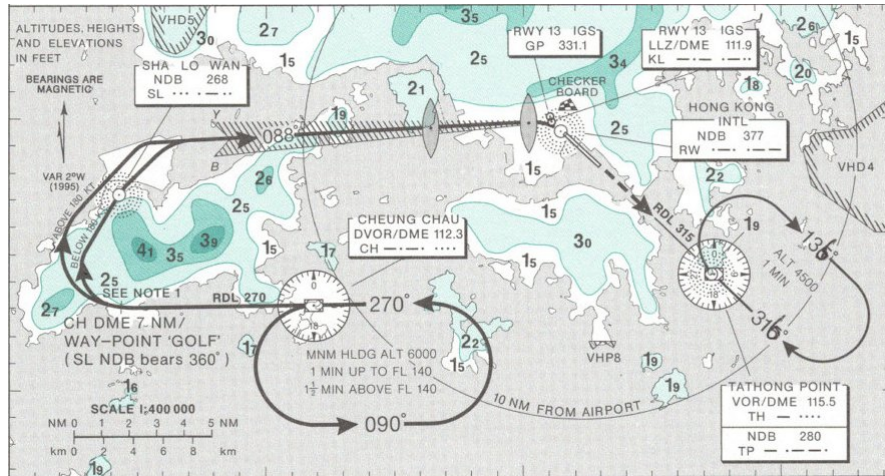 ALTITUDES, HEIGHTS
AND ELEVATIONS
IN FEET
BEARINGS ARE
MAGNETIC
VAR 2°W
(1995)
VHD5
3₀
2₇
1₅
3₅
2₅
SHA LO WAN
NDB 268
SL ··· ·–··
RWY 13 IGS
GP 331.1
RWY 13 IGS
LLZ/DME 111.9
KL –·– ·–··
3₄
2₆
1₅
2₀
1₈
CHECKER
BOARD
2₁
1₉
Y
B
088°
2₅
HONG KONG
INTL
NDB 377
RW ·–· ·––
VHD4
1₅
2₂
ABOVE 180 KT
BELOW 180 KT
2₆
2₅
4₁
3₅
3₉
1₅
1₇
CHEUNG CHAU
DVOR/DME 112.3
CH –·–· ····
1₅
3₀
RDL 315
1₉
135°
ALT 4500
1 MIN
315°
2₅
2₇
SEE NOTE 1
RDL 270
270°
0
18
0
6
18
CH DME 7 NM/
WAY–POINT 'GOLF'
(SL NDB bears 360°)
1₇
MNM HLDG ALT 6000
1 MIN UP TO FL 140
1½ MIN ABOVE FL 140
2₂
1₅
VHP8
1₉
1₉
1₆
090°
10 NM FROM AIRPORT
SCALE 1:400 000
NM 0 1 2 3 4 5 NM
km 0 2 4 6 8 km
1₉
TATHONG POINT
VOR/DME 115.5
TH – ····
NDB 280
TP – ·––·